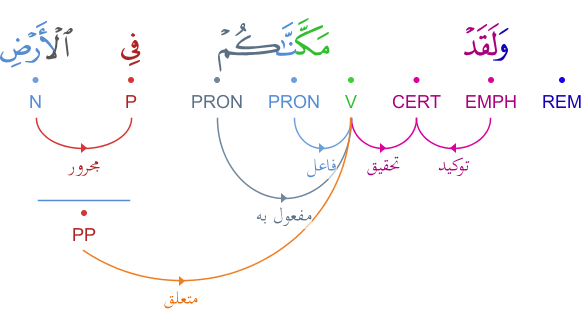 وَلَقَدْ مَكَّنَّـٰكُمْ فِى ٱلْأَرْضِ
REM EMPH CERT V PRON PRON P N
توكيد تحقيق فاعل مجرور
مفعول به
PP
متعلق